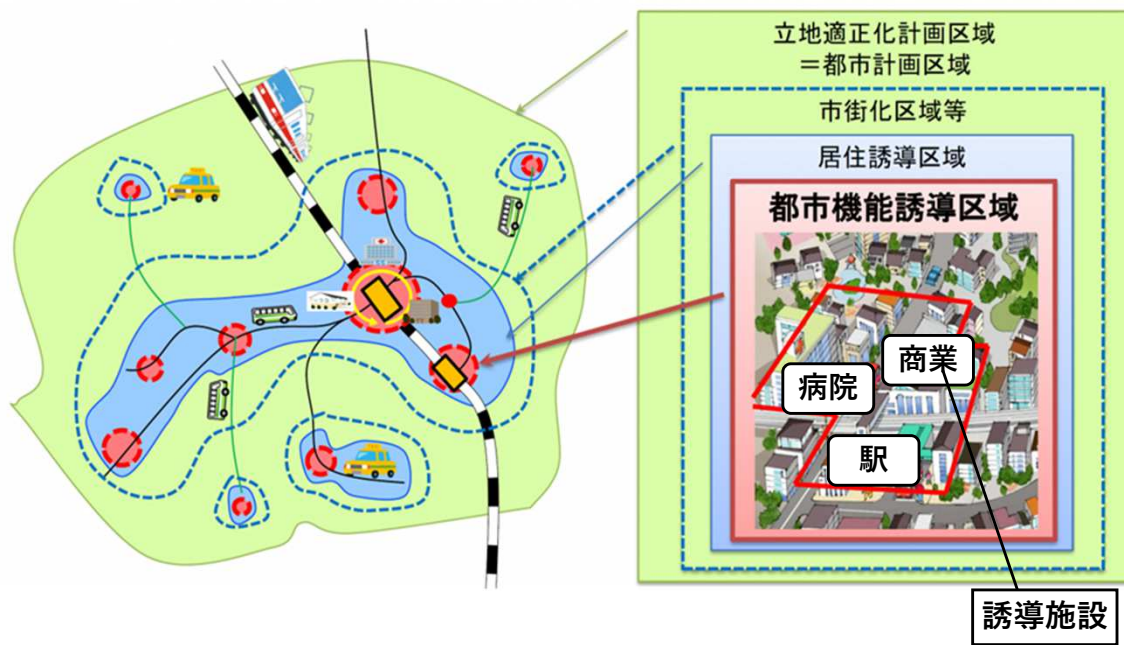 立地適正化計画区域
＝都市計画区域
市街化区域等
居住誘導区域
都市機能誘導区域
商業
病院
駅
誘導施設